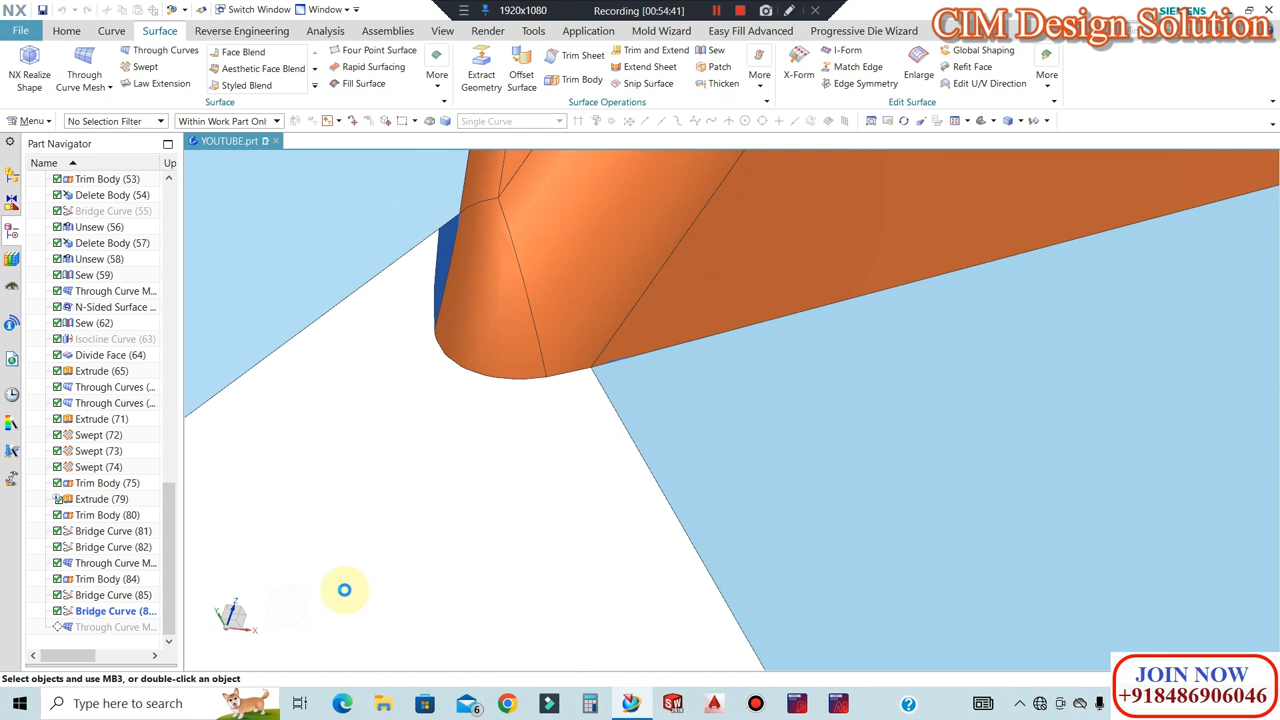 NX
Switch Window
Window
1920x1080
Recording [00:54:41]
SIEMENS
CIM Design Solution
File
Home
Curve
Surface
Reverse Engineering
Analysis
Assemblies
View
Render
Tools
Application
Mold Wizard
Easy Fill Advanced
Progressive Die Wizard
NX Realize Shape
Through Curve Mesh
Through Curves
Swept
Law Extension
Face Blend
Aesthetic Face Blend
Styled Blend
Four Point Surface
Rapid Surfacing
Fill Surface
More
Surface
Extract Geometry
Offset Surface
Trim Sheet
Trim Body
Trim and Extend
Extend Sheet
Snip Surface
Sew
Patch
Thicken
More
Surface Operations
X-Form
I-Form
Match Edge
Edge Symmetry
Enlarge
Global Shaping
Refit Face
Edit U/V Direction
More
Edit Surface
Menu
No Selection Filter
Within Work Part Onl
Single Curve
Part Navigator
YOUTUBE.prt
Name
Up
Trim Body (53)
Delete Body (54)
Bridge Curve (55)
Unsew (56)
Delete Body (57)
Unsew (58)
Sew (59)
Through Curve M...
N-Sided Surface
Sew (62)
Isocline Curve (63)
Divide Face (64)
Extrude (65)
Through Curves (...
Through Curves (...
Extrude (71)
Swept (72)
Swept (73)
Swept (74)
Trim Body (75)
Extrude (79)
Trim Body (80)
Bridge Curve (81)
Bridge Curve (82)
Through Curve M...
Trim Body (84)
Bridge Curve (85)
Bridge Curve (8...
Through Curve M...
Z
Y
X
Select objects and use MB3, or double-click an object
JOIN NOW
+918486906046
Type here to search
6